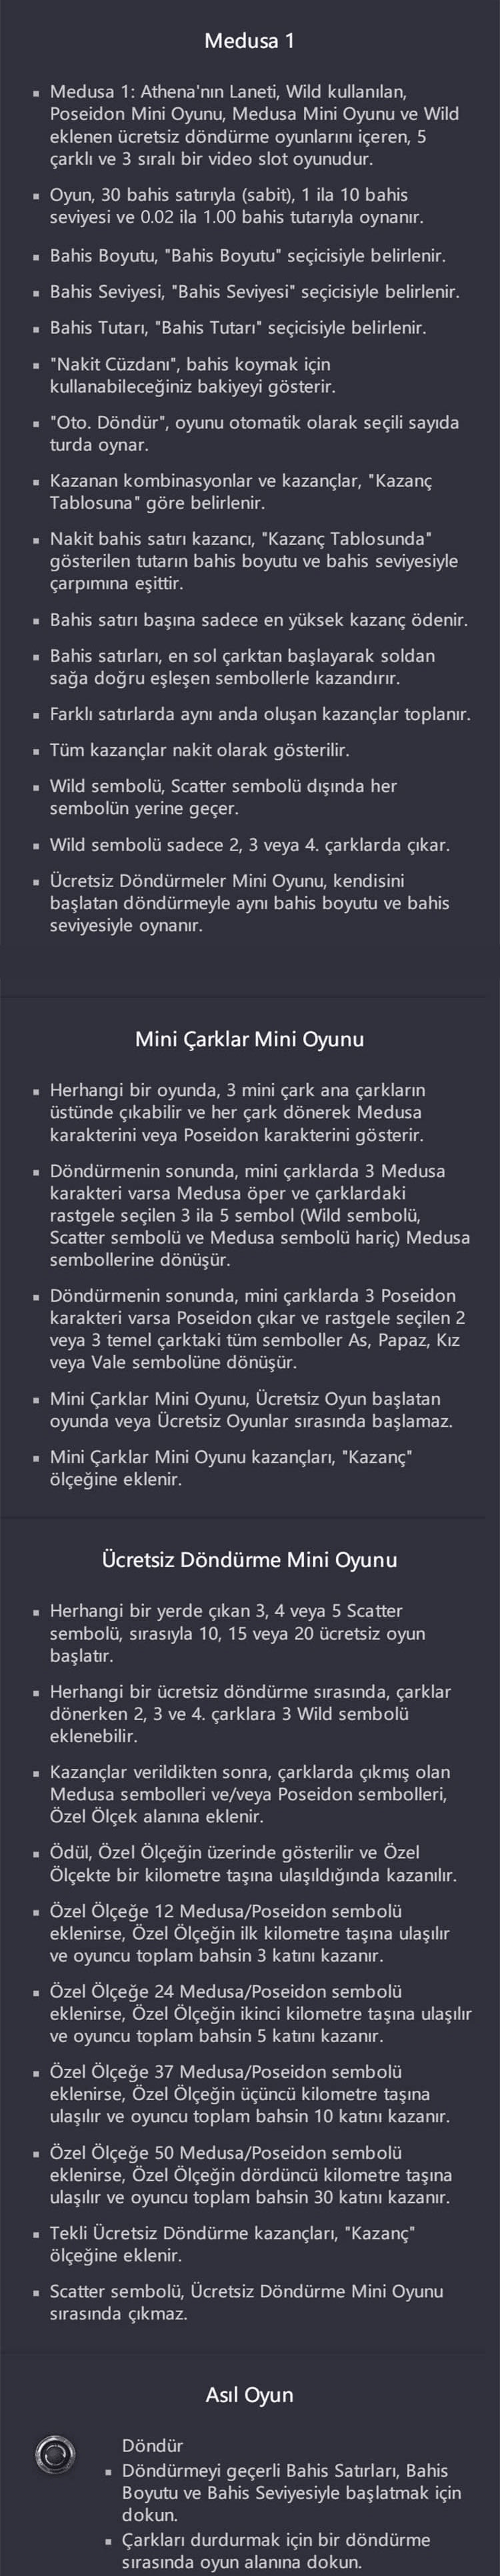 Medusa 1
▪ Medusa 1: Athena'nın Laneti, Wild kullanılan,
Poseidon Mini Oyunu, Medusa Mini Oyunu ve Wild
eklenen ücretsiz döndürme oyunlarını içeren, 5
çarklı ve 3 sıralı bir video slot oyunudur.
▪ Oyun, 30 bahis satırıyla (sabit), 1 ila 10 bahis
seviyesi ve 0.02 ila 1.00 bahis tutarıyla oynanır.
▪ Bahis Boyutu, "Bahis Boyutu" seçicisiyle belirlenir.
▪ Bahis Seviyesi, "Bahis Seviyesi" seçicisiyle belirlenir.
▪ Bahis Tutarı, "Bahis Tutarı" seçicisiyle belirlenir.
▪ "Nakit Cüzdanı", bahis koymak için
kullanabileceğiniz bakiyeyi gösterir.
▪ "Oto. Döndür", oyunu otomatik olarak seçili sayıda
turda oynar.
▪ Kazanan kombinasyonlar ve kazançlar, "Kazanç
Tablosuna" göre belirlenir.
▪ Nakit bahis satırı kazancı, "Kazanç Tablosunda"
gösterilen tutarın bahis boyutu ve bahis seviyesiyle
çarpımına eşittir.
▪ Bahis satırı başına sadece en yüksek kazanç ödenir.
▪ Bahis satırları, en sol çarktan başlayarak soldan
sağa doğru eşleşen sembollerle kazandırır.
▪ Farklı satırlarda aynı anda oluşan kazançlar toplanır.
▪ Tüm kazançlar nakit olarak gösterilir.
▪ Wild sembolü, Scatter sembolü dışında her
sembolün yerine geçer.
▪ Wild sembolü sadece 2, 3 veya 4. çarklarda çıkar.
▪ Ücretsiz Döndürmeler Mini Oyunu, kendisini
başlatan döndürmeyle aynı bahis boyutu ve bahis
seviyesiyle oynanır.
Mini Çarklar Mini Oyunu
▪ Herhangi bir oyunda, 3 mini çark ana çarkların
üstünde çıkabilir ve her çark dönerek Medusa
karakterini veya Poseidon karakterini gösterir.
▪ Döndürmenin sonunda, mini çarklarda 3 Medusa
karakteri varsa Medusa öper ve çarklardaki
rastgele seçilen 3 ila 5 sembol (Wild sembolü,
Scatter sembolü ve Medusa sembolü hariç) Medusa
sembollerine dönüşür.
▪ Döndürmenin sonunda, mini çarklarda 3 Poseidon
karakteri varsa Poseidon çıkar ve rastgele seçilen 2
veya 3 temel çarktaki tüm semboller As, Papaz, Kız
veya Vale sembolüne dönüşür.
▪ Mini Çarklar Mini Oyunu, Ücretsiz Oyun başlatan
oyunda veya Ücretsiz Oyunlar sırasında başlamaz.
▪ Mini Çarklar Mini Oyunu kazançları, "Kazanç"
ölçeğine eklenir.
Ücretsiz Döndürme Mini Oyunu
▪ Herhangi bir yerde çıkan 3, 4 veya 5 Scatter
sembolü, sırasıyla 10, 15 veya 20 ücretsiz oyun
başlatır.
▪ Herhangi bir ücretsiz döndürme sırasında, çarklar
dönerken 2, 3 ve 4. çarklara 3 Wild sembolü
eklenebilir.
▪ Kazançlar verildikten sonra, çarklarda çıkmış olan
Medusa sembolleri ve/veya Poseidon sembolleri,
Özel Ölçek alanına eklenir.
▪ Ödül, Özel Ölçeğin üzerinde gösterilir ve Özel
Ölçekte bir kilometre taşına ulaşıldığında kazanılır.
▪ Özel Ölçeğe 12 Medusa/Poseidon sembolü
eklenirse, Özel Ölçeğin ilk kilometre taşına ulaşılır
ve oyuncu toplam bahsin 3 katını kazanır.
▪ Özel Ölçeğe 24 Medusa/Poseidon sembolü
eklenirse, Özel Ölçeğin ikinci kilometre taşına ulaşılır
ve oyuncu toplam bahsin 5 katını kazanır.
▪ Özel Ölçeğe 37 Medusa/Poseidon sembolü
eklenirse, Özel Ölçeğin üçüncü kilometre taşına
ulaşılır ve oyuncu toplam bahsin 10 katını kazanır.
▪ Özel Ölçeğe 50 Medusa/Poseidon sembolü
eklenirse, Özel Ölçeğin dördüncü kilometre taşına
ulaşılır ve oyuncu toplam bahsin 30 katını kazanır.
▪ Tekli Ücretsiz Döndürme kazançları, "Kazanç"
ölçeğine eklenir.
▪ Scatter sembolü, Ücretsiz Döndürme Mini Oyunu
sırasında çıkmaz.
Asıl Oyun
Döndür
▪ Döndürmeyi geçerli Bahis Satırları, Bahis
Boyutu ve Bahis Seviyesiyle başlatmak için
dokun.
▪ Çarkları durdurmak için bir döndürme
sırasında oyun alanına dokun.